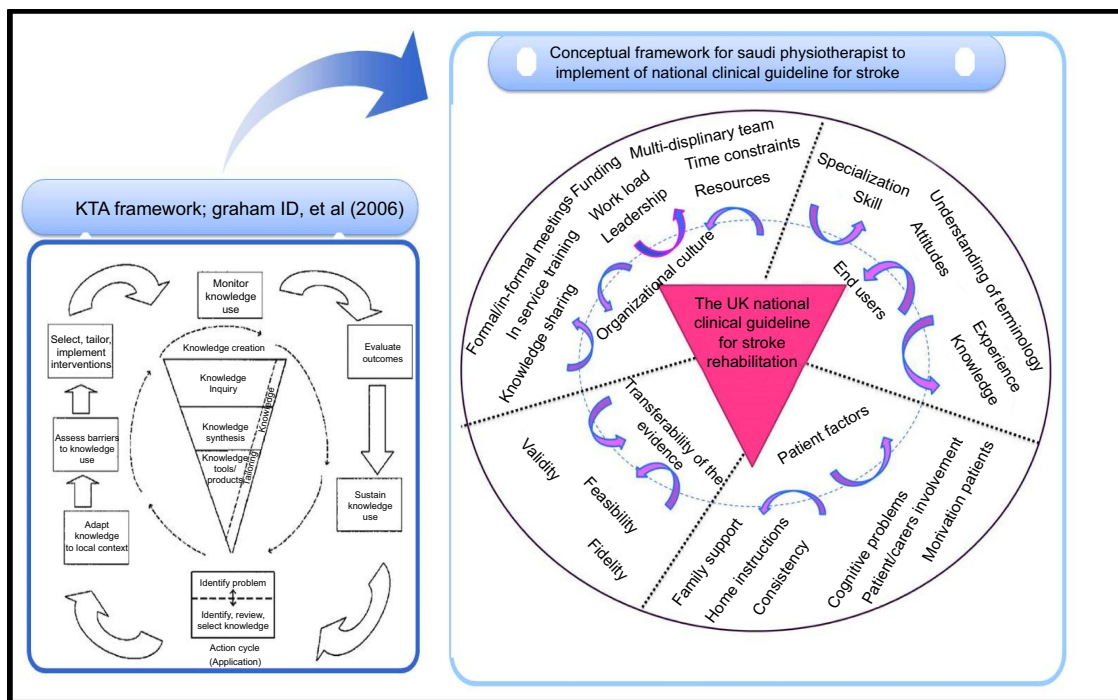 Conceptual framework for saudi physiotherapist to
implement of national clinical guideline for stroke
KTA framework; graham ID, et al (2006)
Monitor
knowledge
use
Select, tailor,
implement
interventions
Knowledge creation
Evaluate
outcomes
Knowledge
Inquiry
Knowledge
synthesis
Knowledge
tools/
products
Tailoring
Knowledge
Assess barriers
to knowledge
use
Sustain
knowledge
use
Adapt
knowledge
to local context
Identify problem
Identify, review,
select knowledge
Action cycle
(Application)
Formal/in-formal meetings
Funding
Multi-displinary team
Time constraints
Resources
Work load
Leadership
In service training
Knowledge sharing
Organizational culture
Specialization
Skill
Attitudes
Understanding of terminology
Experience
Knowledge
End users
The UK national
clinical guideline
for stroke
rehabilitation
Transferability of the
evidence
Validity
Feasibility
Fidelity
Patient factors
Family support
Home instructions
Consistency
Cognitive problems
Patient/carers involvement
Morivation patients